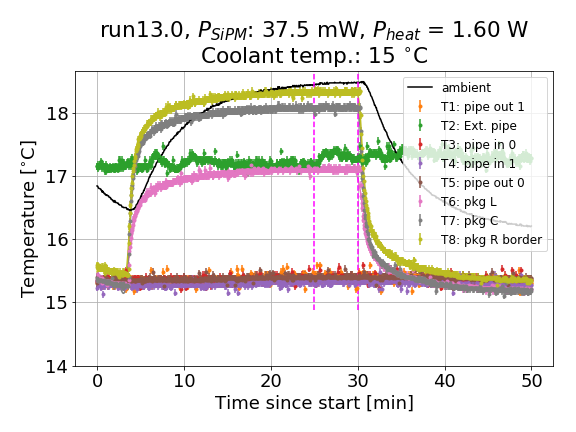 run13.0, P_SiPM: 37.5 mW, P_heat = 1.60 W
Coolant temp.: 15 °C
Temperature [°C]
18
17
16
15
14
ambient
T1: pipe out 1
T2: Ext. pipe
T3: pipe in 0
T4: pipe in 1
T5: pipe out 0
T6: pkg L
T7: pkg C
T8: pkg R border
0
10
20
30
40
50
Time since start [min]